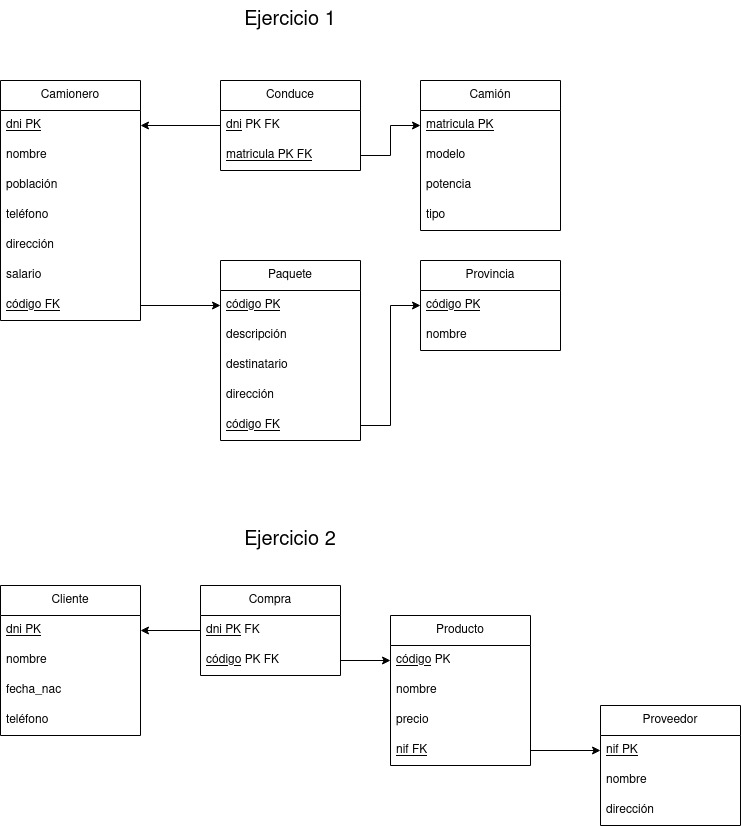 Ejercicio 1
Camionero
dni PK
nombre
población
teléfono
dirección
salario
código FK
Conduce
dni PK FK
matricula PK FK
Camión
matricula PK
modelo
potencia
tipo
Paquete
código PK
descripción
destinatario
dirección
código FK
Provincia
código PK
nombre
Ejercicio 2
Cliente
dni PK
nombre
fecha_nac
teléfono
Compra
dni PK FK
código PK FK
Producto
código PK
nombre
precio
nif FK
Proveedor
nif PK
nombre
dirección